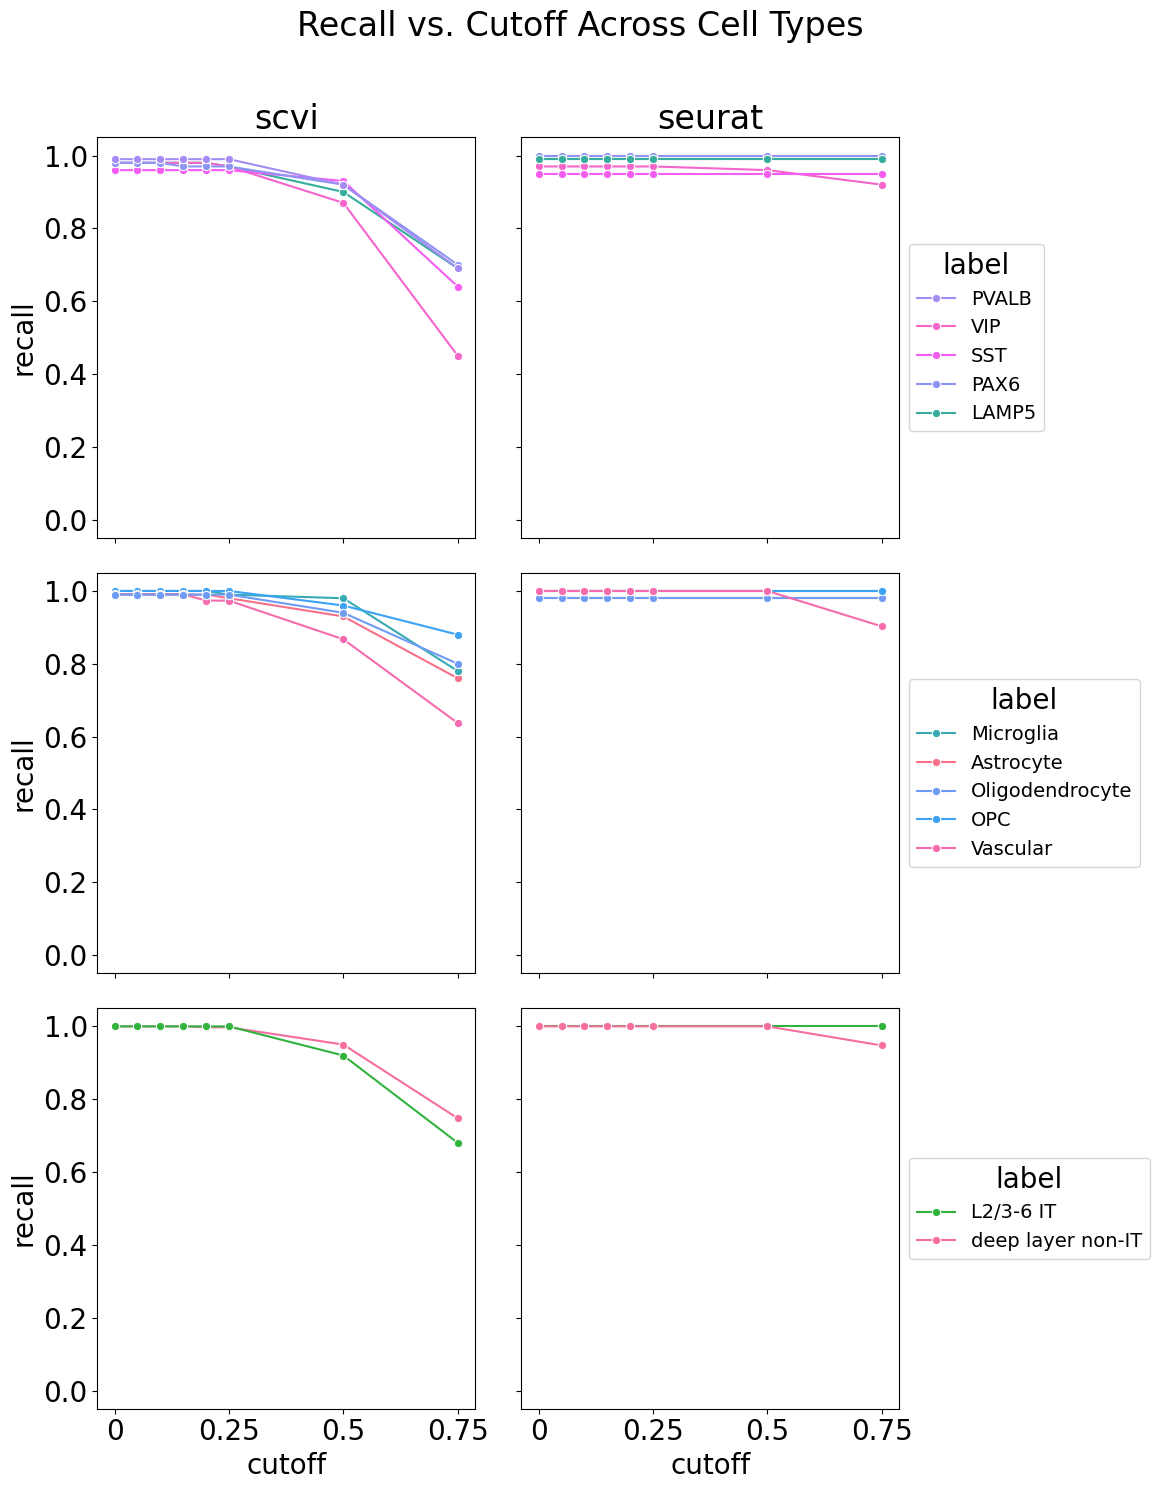 Recall vs. Cutoff Across Cell Types
scvi
seurat
1.0
0.8
0.6
0.4
0.2
0.0
recall
label
PVALB
VIP
SST
PAX6
LAMP5
1.0
0.8
0.6
0.4
0.2
0.0
recall
label
Microglia
Astrocyte
Oligodendrocyte
OPC
Vascular
1.0
0.8
0.6
0.4
0.2
0.0
recall
label
L2/3-6 IT
deep layer non-IT
0 0.25 0.5 0.75
cutoff
0 0.25 0.5 0.75
cutoff